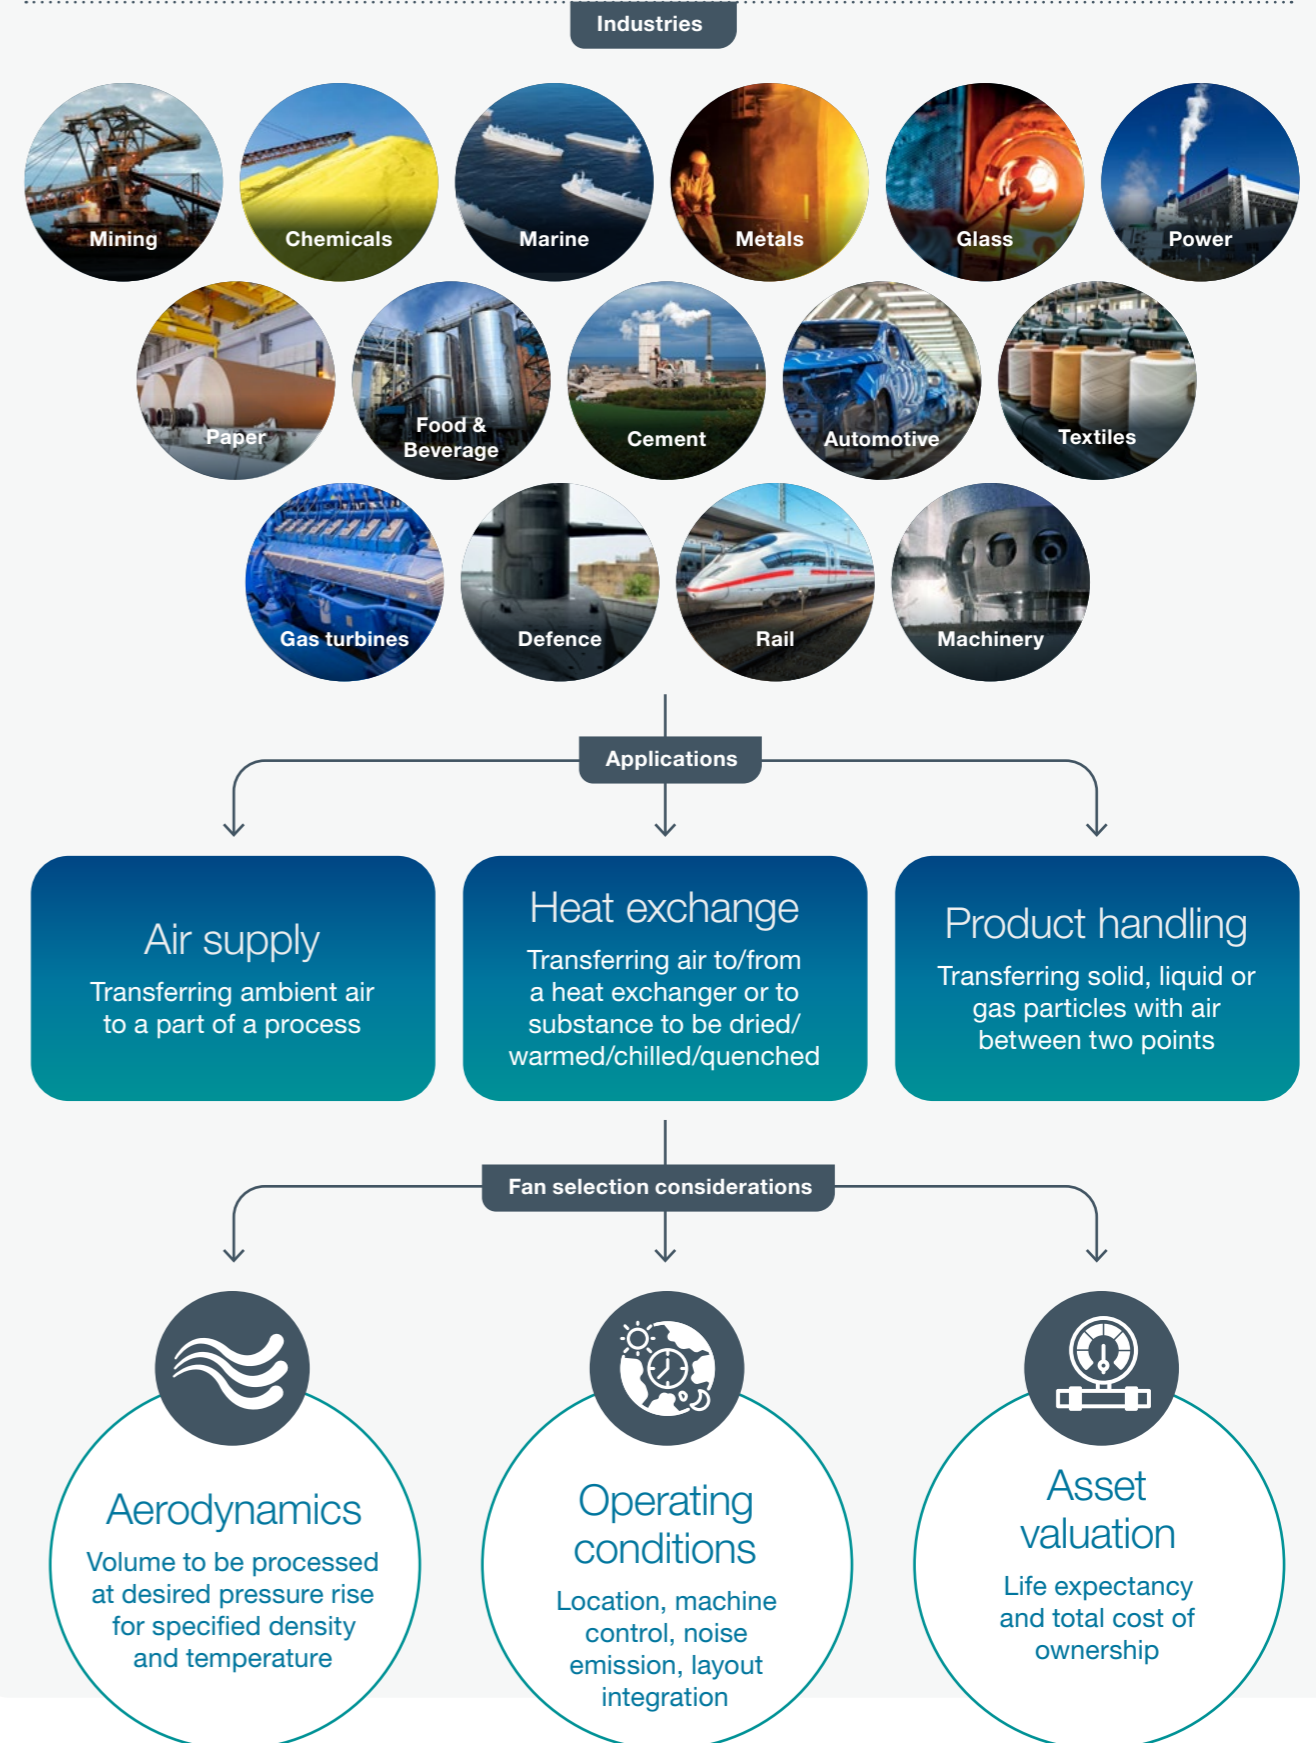 Industries
Mining
Chemicals
Marine
Metals
Glass
Power
Paper
Food &
Beverage
Cement
Automotive
Textiles
Gas turbines
Defence
Rail
Machinery
Applications
Air supply
Transferring ambient air
to a part of a process
Heat exchange
Transferring air to/from
a heat exchanger or to
substance to be dried/
warmed/chilled/quenched
Product handling
Transferring solid, liquid or
gas particles with air
between two points
Fan selection considerations
Aerodynamics
Volume to be processed
at desired pressure rise
for specified density
and temperature
Operating
conditions
Location, machine
control, noise
emission, layout
integration
Asset
valuation
Life expectancy
and total cost of
ownership